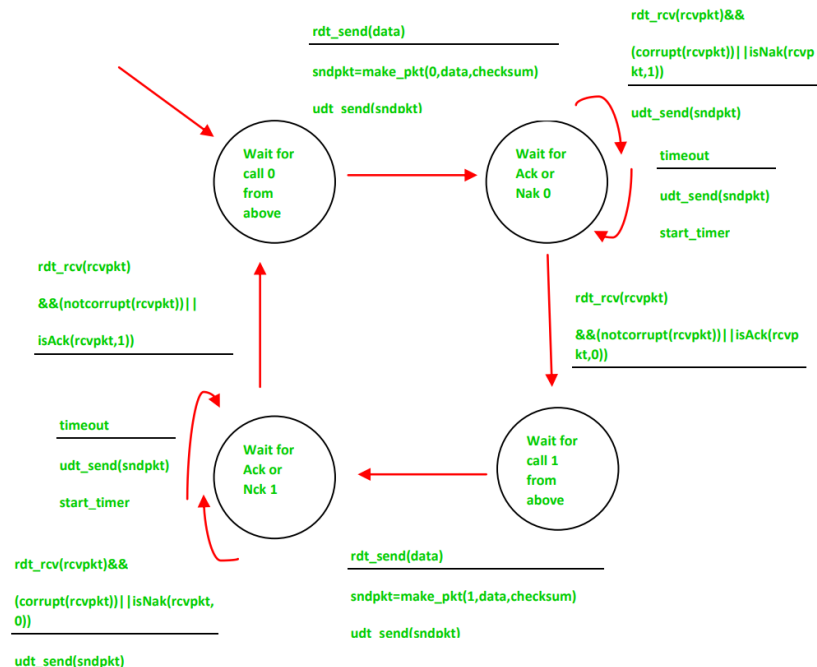 rdt_send(data)
sndpkt=make_pkt(0,data,checksum)
udt_send(sndpkt)
rdt_rcv(rcvpkt)&&
(corrupt(rcvpkt))||isNak(rcvp
kt,1))
udt_send(sndpkt)
timeout
udt_send(sndpkt)
start_timer
Wait for
call 0
from
above
Wait for
Ack or
Nak 0
rdt_rcv(rcvpkt)
&&(notcorrupt(rcvpkt))||
isAck(rcvpkt,1))
rdt_rcv(rcvpkt)
&&(notcorrupt(rcvpkt))||isAck(rcvp
kt,0))
timeout
udt_send(sndpkt)
start_timer
Wait for
Ack or
Nck 1
Wait for
call 1
from
above
rdt_rcv(rcvpkt)&&
(corrupt(rcvpkt))||isNak(rcvpkt,
0))
udt_send(sndpkt)
rdt_send(data)
sndpkt=make_pkt(1,data,checksum)
udt_send(sndpkt)